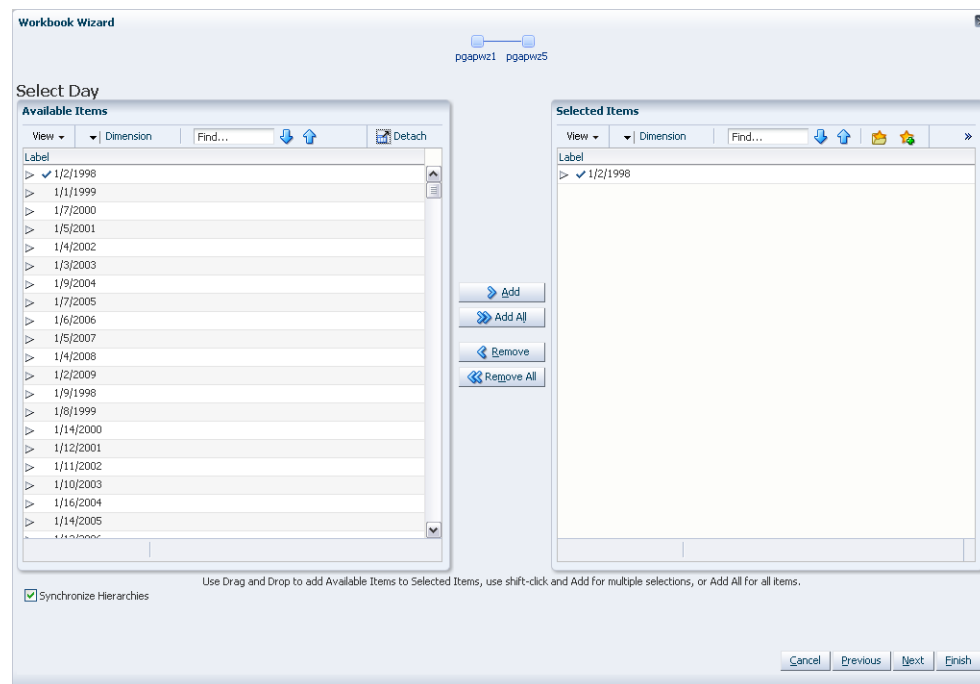 Workbook Wizard
pgapwz1 pgapwz5
Select Day
Available Items
View Dimension Find... Detach
Label
1/2/1998
1/1/1999
1/7/2000
1/5/2001
1/4/2002
1/3/2003
1/9/2004
1/7/2005
1/6/2006
1/5/2007
1/4/2008
1/2/2009
1/9/1998
1/8/1999
1/14/2000
1/12/2001
1/11/2002
1/10/2003
1/16/2004
1/14/2005
Add
Add All
Remove
Remove All
Selected Items
View Dimension Find... »
Label
1/2/1998
Use Drag and Drop to add Available Items to Selected Items, use shift-click and Add for multiple selections, or Add All for all items.
Synchronize Hierarchies
Cancel Previous Next Finish